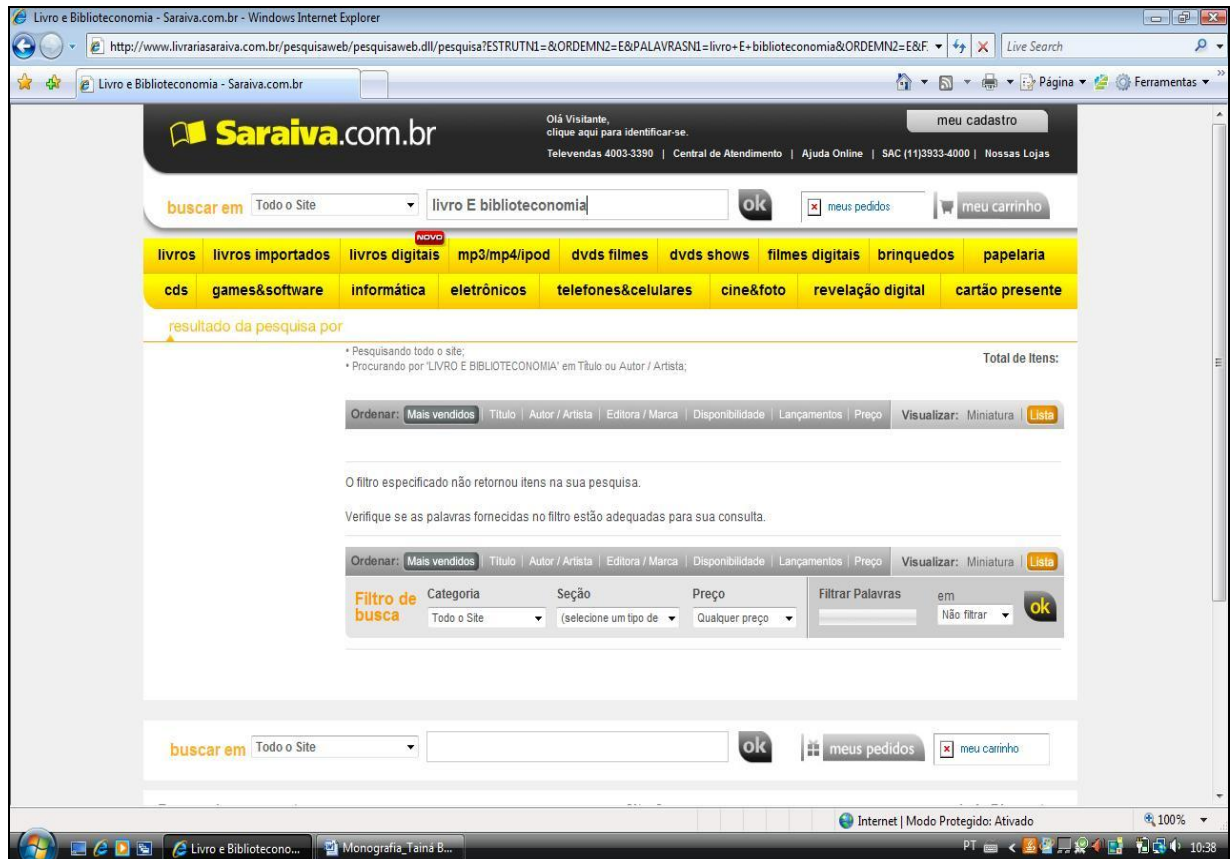 Livro e Biblioteconomia - Saraiva.com.br - Windows Internet Explorer
http://www.livrariasaraiva.com.br/pesquisaweb/pesquisaweb.dll/pesquisa?ESTRUTN1=&ORDEMN2=E&PALAVRASN1=livro+E+biblioteconomia&ORDEMN2=E&F. Live Search
Livro e Biblioteconomia - Saraiva.com.br Página Ferramentas
Saraiva.com.br
Olá Visitante,
clique aqui para identificar-se.
meu cadastro
Televendas 4003-3390 | Central de Atendimento | Ajuda Online | SAC (11)3933-4000 | Nossas Lojas
buscar em Todo o Site livro E biblioteconomia ok meus pedidos meu carrinho
NOVO
livros livros importados livros digitais mp3/mp4/ipod dvds filmes dvds shows filmes digitais brinquedos papelaria
cds games&software informática eletrônicos telefones&celulares cine&foto revelação digital cartão presente
resultado da pesquisa por
• Pesquisando todo o site;
• Procurando por 'LIVRO E BIBLIOTECONOMIA' em Título ou Autor / Artista;
Total de Itens:
Ordenar: Mais vendidos | Título | Autor / Artista | Editora / Marca | Disponibilidade | Lançamentos | Preço Visualizar: Miniatura | Lista
O filtro especificado não retornou itens na sua pesquisa.
Verifique se as palavras fornecidas no filtro estão adequadas para sua consulta.
Ordenar: Mais vendidos | Título | Autor / Artista | Editora / Marca | Disponibilidade | Lançamentos | Preço Visualizar: Miniatura | Lista
Filtro de busca
Categoria Seção Preço Filtrar Palavras em
Todo o Site (selecione um tipo de Qualquer preço Não filtrar ok
buscar em Todo o Site ok meus pedidos meu carrinho
Internet | Modo Protegido: Ativado 100%
Livro e Bibliotecono... Monografia_Tainá B... PT 10:38